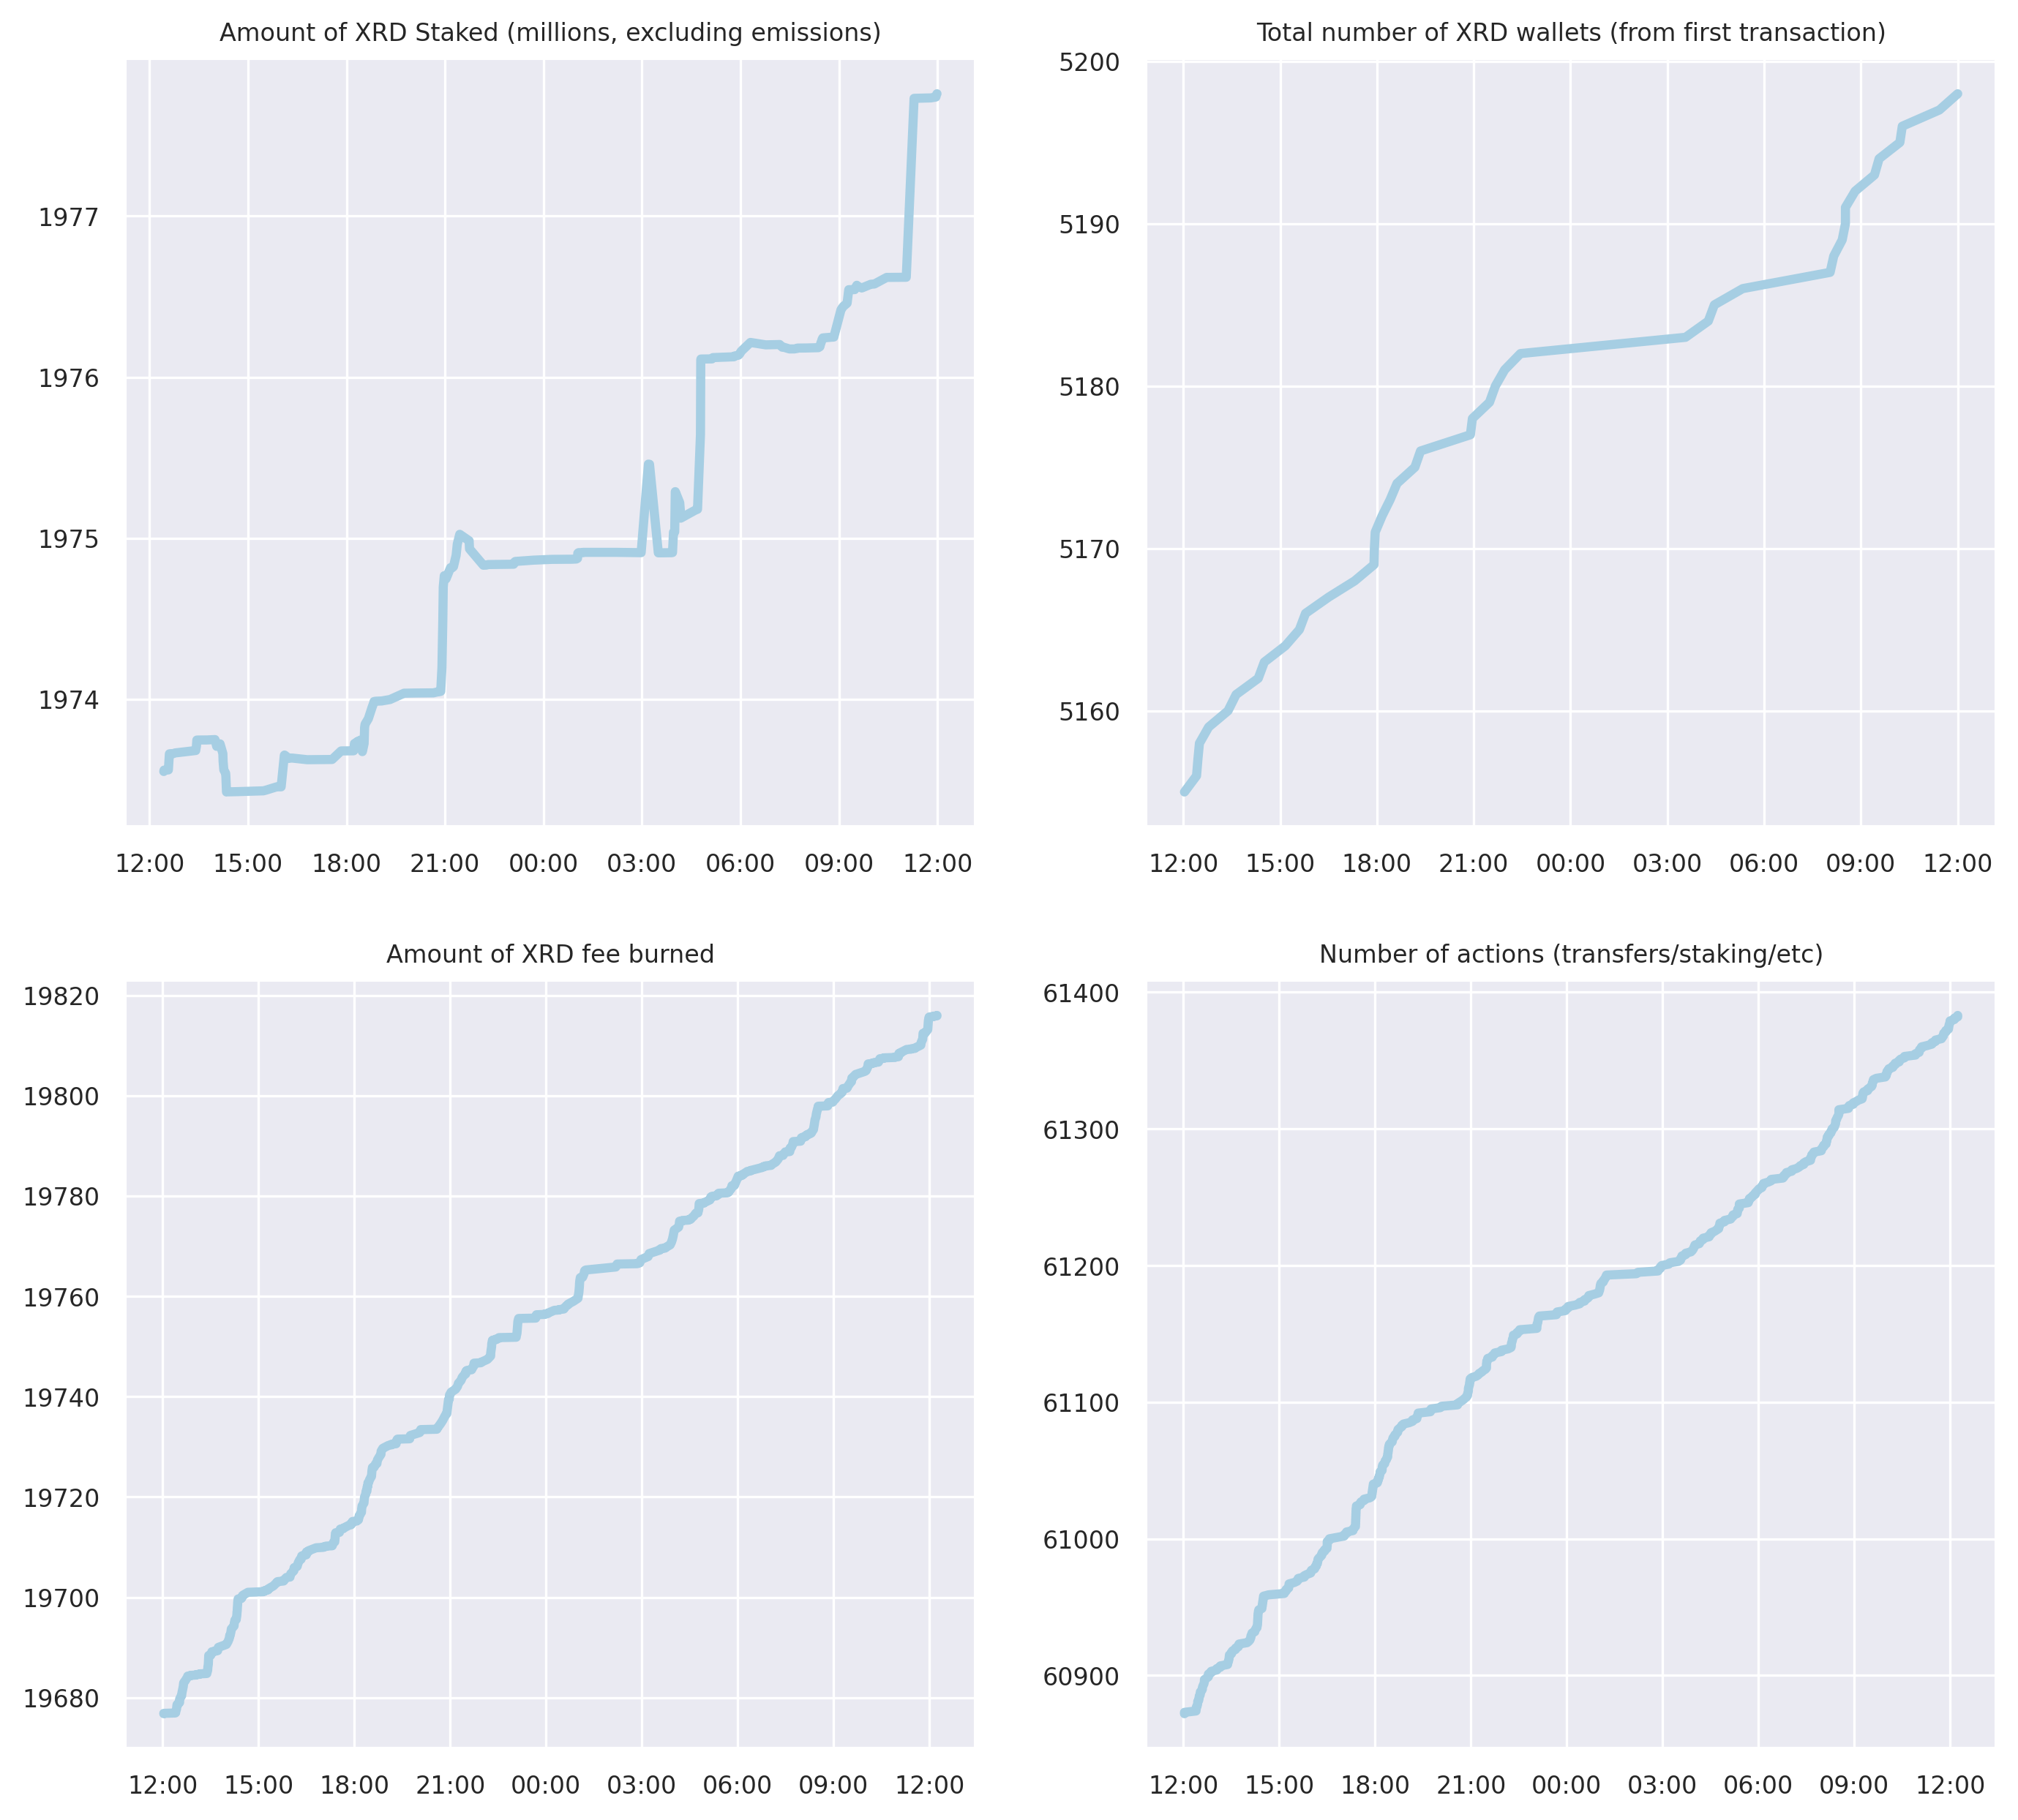 Amount of XRD Staked (millions, excluding emissions)
1977
1976
1975
1974
12:00 15:00 18:00 21:00 00:00 03:00 06:00 09:00 12:00
Total number of XRD wallets (from first transaction)
5200
5190
5180
5170
5160
12:00 15:00 18:00 21:00 00:00 03:00 06:00 09:00 12:00
Amount of XRD fee burned
19820
19800
19780
19760
19740
19720
19700
19680
12:00 15:00 18:00 21:00 00:00 03:00 06:00 09:00 12:00
Number of actions (transfers/staking/etc)
61400
61300
61200
61100
61000
60900
12:00 15:00 18:00 21:00 00:00 03:00 06:00 09:00 12:00